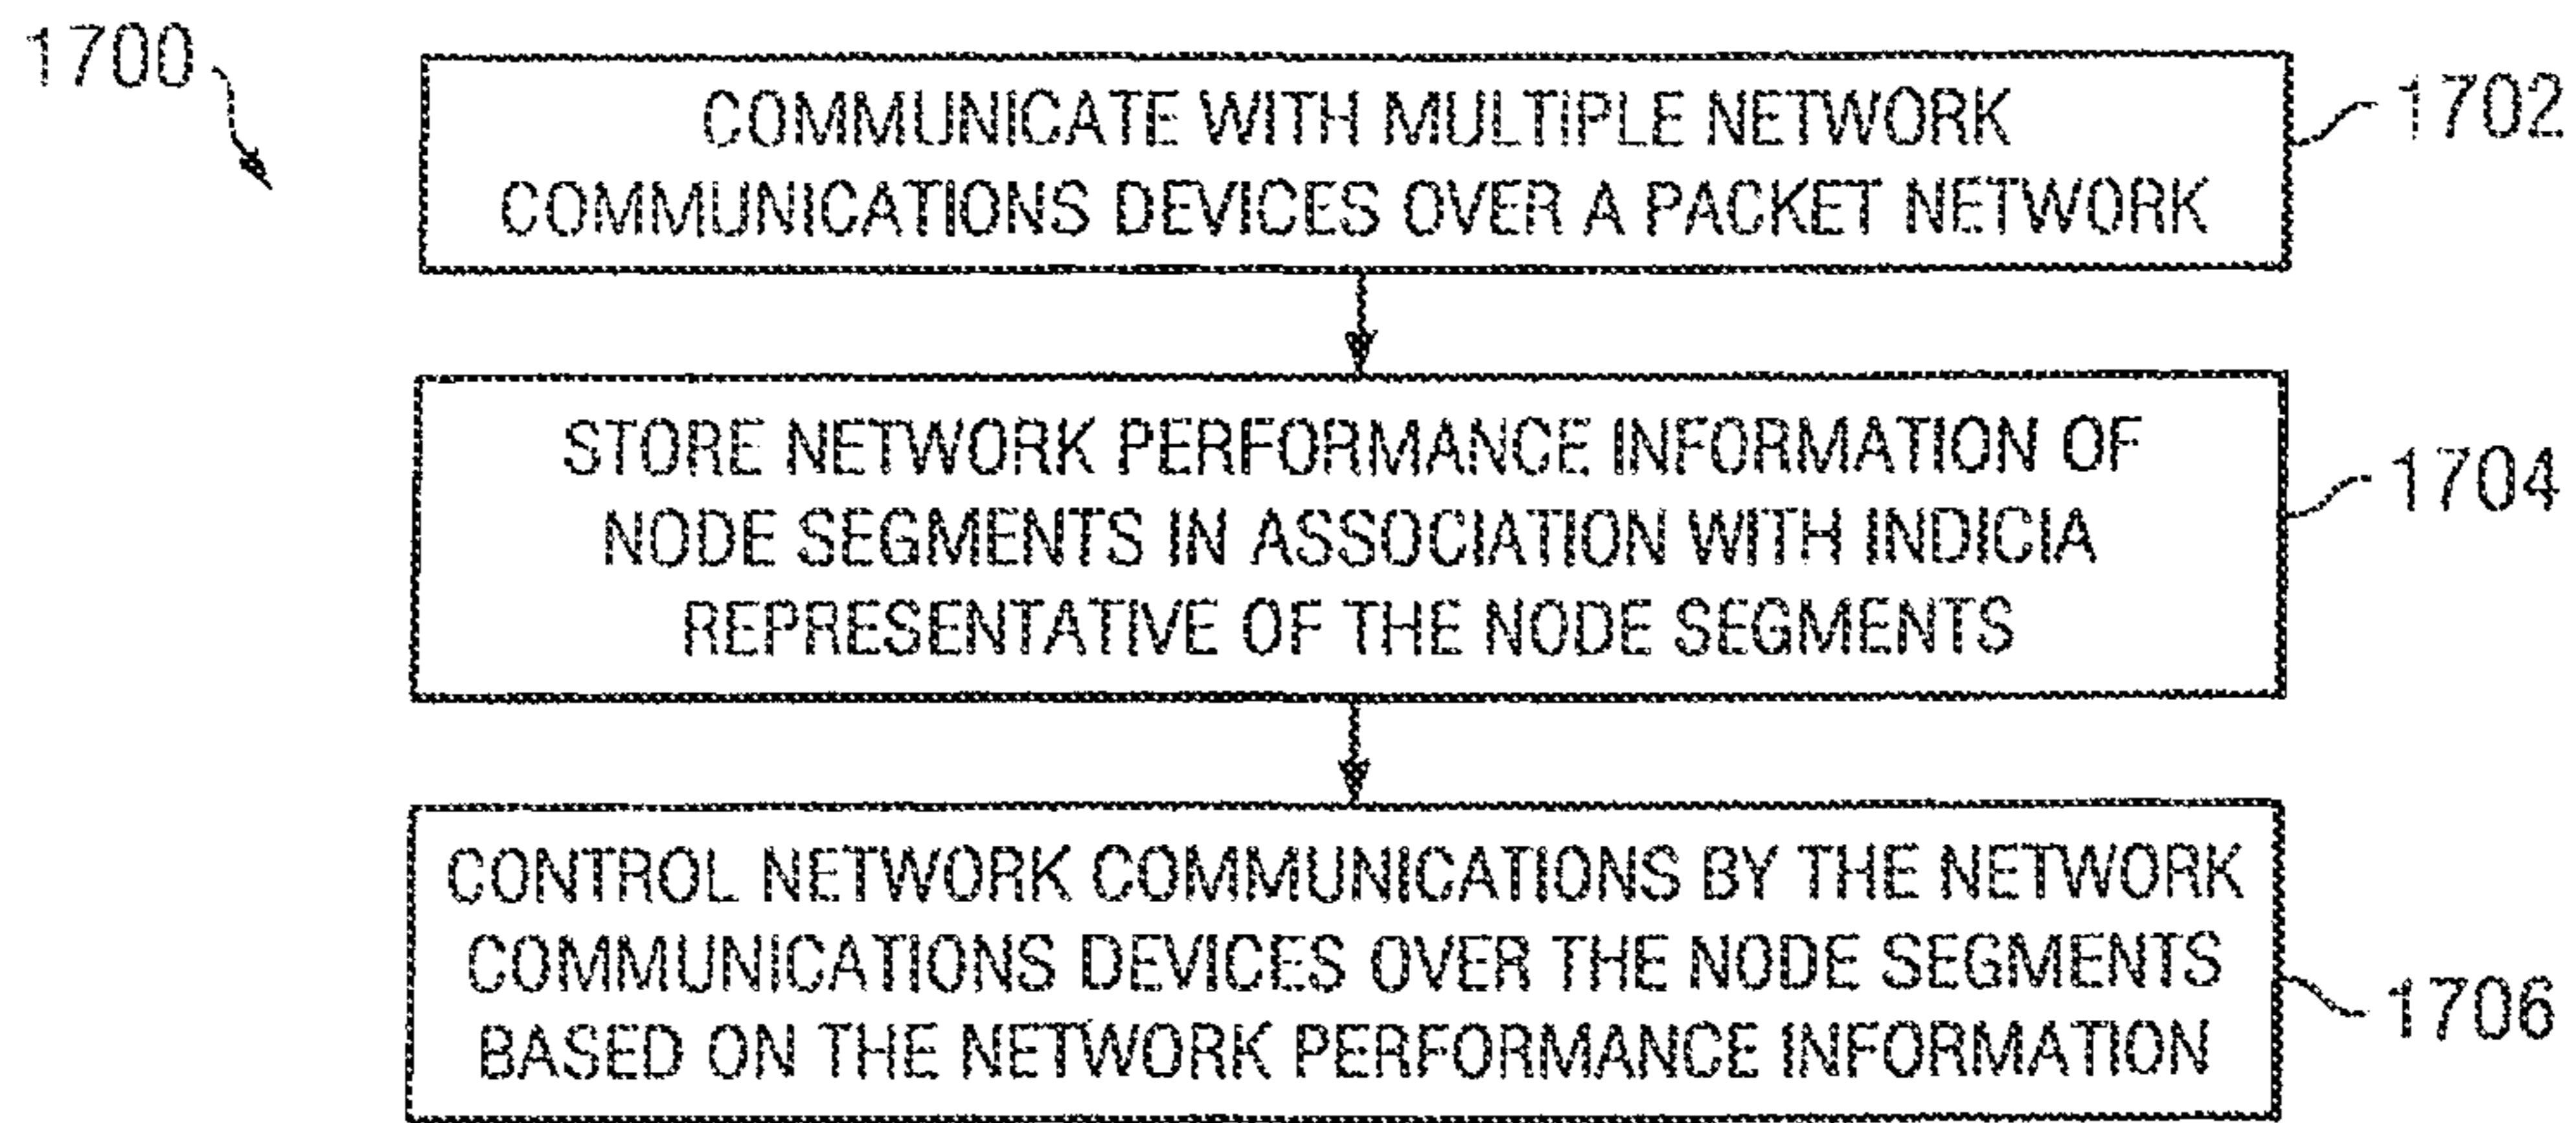 1700
COMMUNICATE WITH MULTIPLE NETWORK
COMMUNICATIONS DEVICES OVER A PACKET NETWORK
1702
STORE NETWORK PERFORMANCE INFORMATION OF
NODE SEGMENTS IN ASSOCIATION WITH INDICIA
REPRESENTATIVE OF THE NODE SEGMENTS
1704
CONTROL NETWORK COMMUNICATIONS BY THE NETWORK
COMMUNICATIONS DEVICES OVER THE NODE SEGMENTS
BASED ON THE NETWORK PERFORMANCE INFORMATION
1706